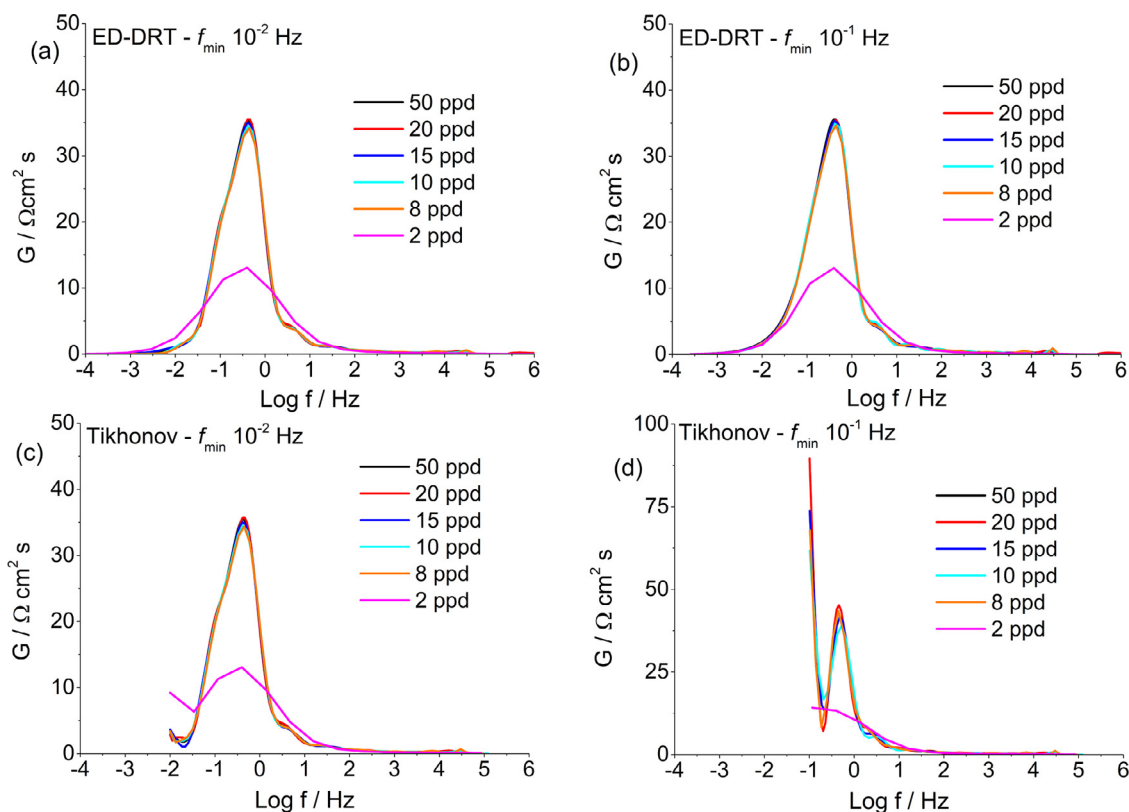 (a) ED-DRT - f_min 10^-2 Hz
50
40
30
20
10
0
G / Ωcm² s
50 ppd
20 ppd
15 ppd
10 ppd
8 ppd
2 ppd
-4 -3 -2 -1 0 1 2 3 4 5 6
Log f / Hz
(b) ED-DRT - f_min 10^-1 Hz
50
40
30
20
10
0
G / Ωcm² s
50 ppd
20 ppd
15 ppd
10 ppd
8 ppd
2 ppd
-4 -3 -2 -1 0 1 2 3 4 5 6
Log f / Hz
(c) Tikhonov - f_min 10^-2 Hz
50
40
30
20
10
0
G / Ω cm² s
50 ppd
20 ppd
15 ppd
10 ppd
8 ppd
2 ppd
-4 -3 -2 -1 0 1 2 3 4 5 6
Log f / Hz
(d) Tikhonov - f_min 10^-1 Hz
100
75
50
25
0
G / Ω cm² s
50 ppd
20 ppd
15 ppd
10 ppd
8 ppd
2 ppd
-4 -3 -2 -1 0 1 2 3 4 5 6
Log f / Hz